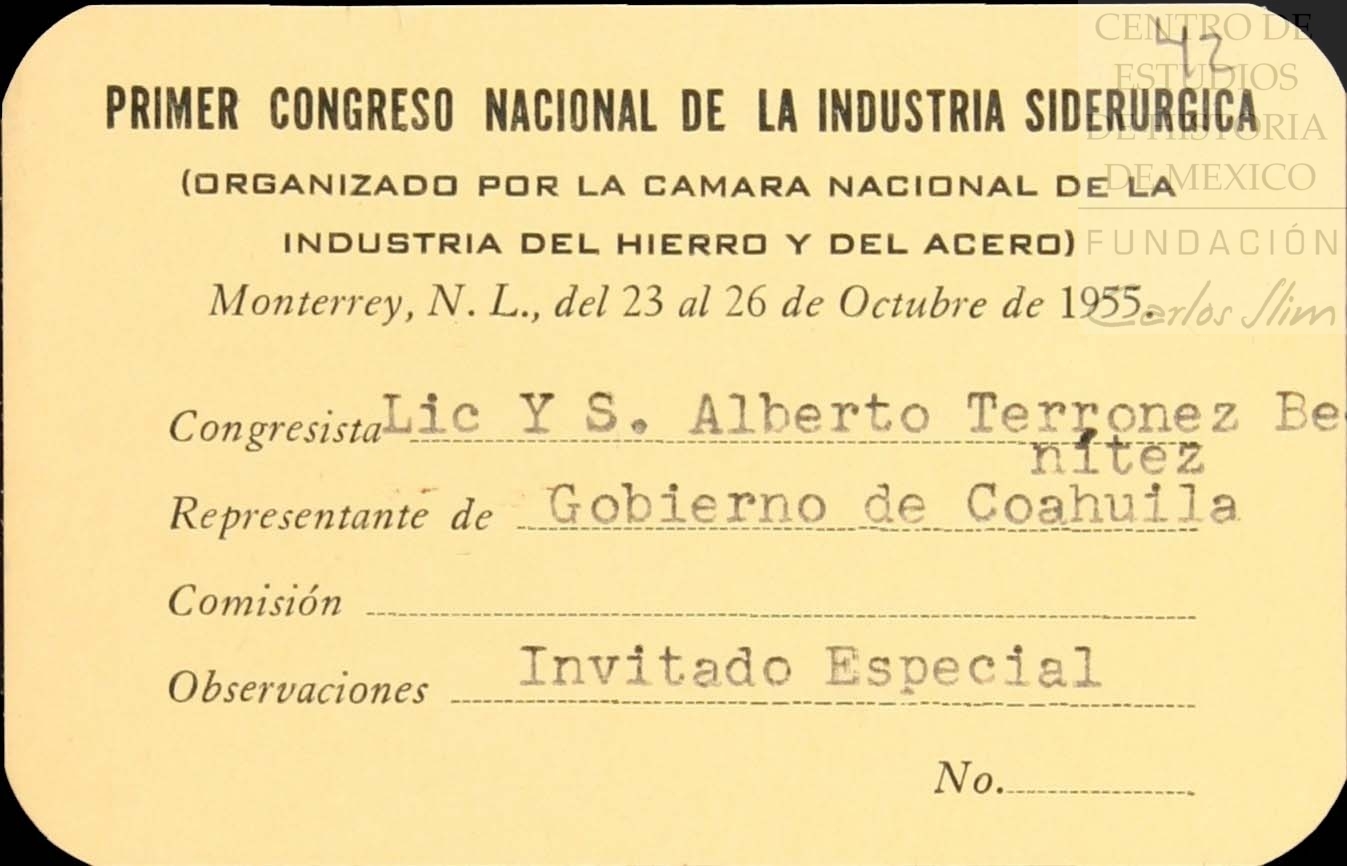 42
CENTRO DE
ESTUDIOS
DE HISTORIA
DE MEXICO
FUNDACIÓN
Carlos Slim
PRIMER CONGRESO NACIONAL DE LA INDUSTRIA SIDERURGICA
(ORGANIZADO POR LA CAMARA NACIONAL DE LA
INDUSTRIA DEL HIERRO Y DEL ACERO)
Monterrey, N. L., del 23 al 26 de Octubre de 1955.
Congresista Lic Y S. Alberto Terronez Be-
nítez
Representante de Gobierno de Coahuila
Comisión
Observaciones Invitado Especial
No.